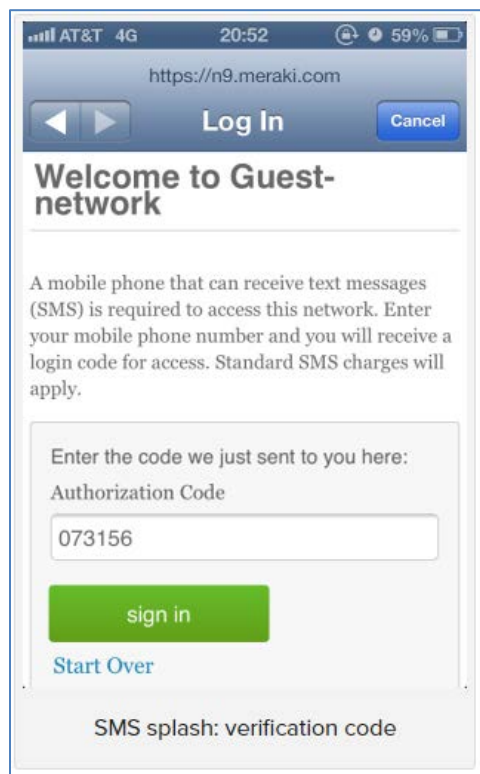 AT&T 4G 20:52 59%
https://n9.meraki.com
Log In Cancel
Welcome to Guest-
network
A mobile phone that can receive text messages
(SMS) is required to access this network. Enter
your mobile phone number and you will receive a
login code for access. Standard SMS charges will
apply.
Enter the code we just sent to you here:
Authorization Code
073156
sign in
Start Over
SMS splash: verification code